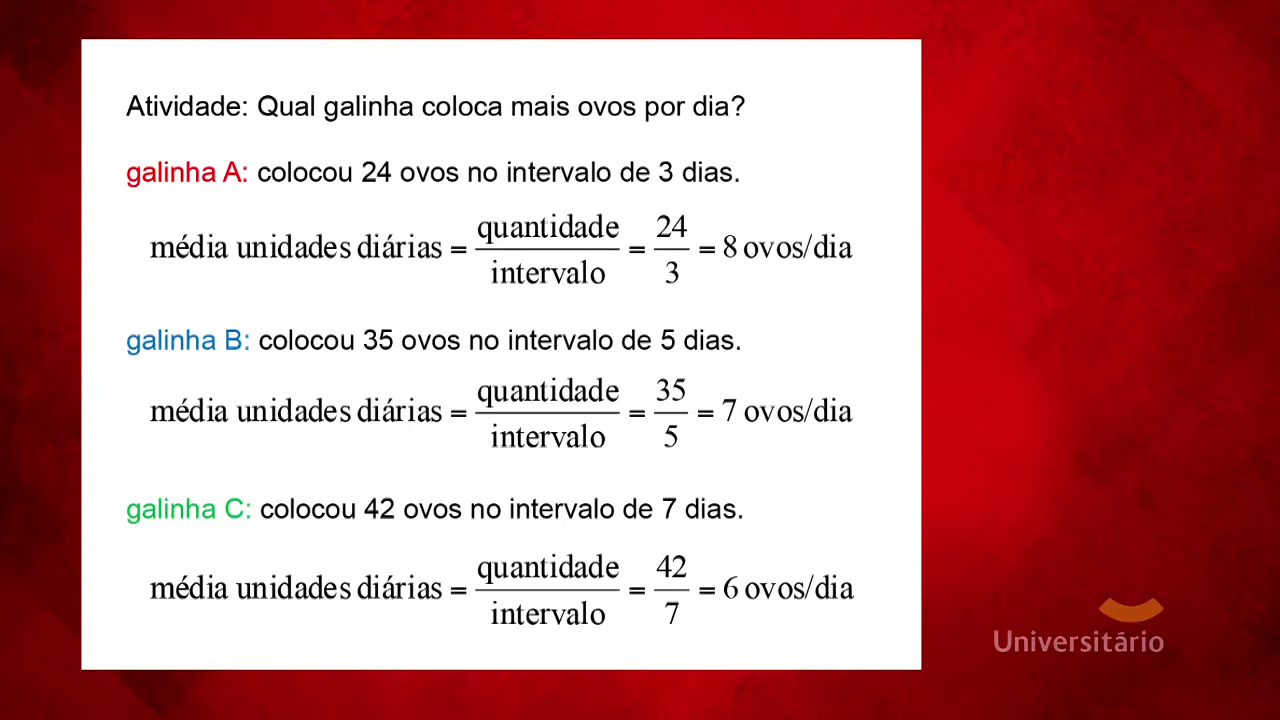 Atividade: Qual galinha coloca mais ovos por dia?
galinha A: colocou 24 ovos no intervalo de 3 dias.
média unidades diárias = quantidade/intervalo = 24/3 = 8 ovos/dia
galinha B: colocou 35 ovos no intervalo de 5 dias.
média unidades diárias = quantidade/intervalo = 35/5 = 7 ovos/dia
galinha C: colocou 42 ovos no intervalo de 7 dias.
média unidades diárias = quantidade/intervalo = 42/7 = 6 ovos/dia
Universitário